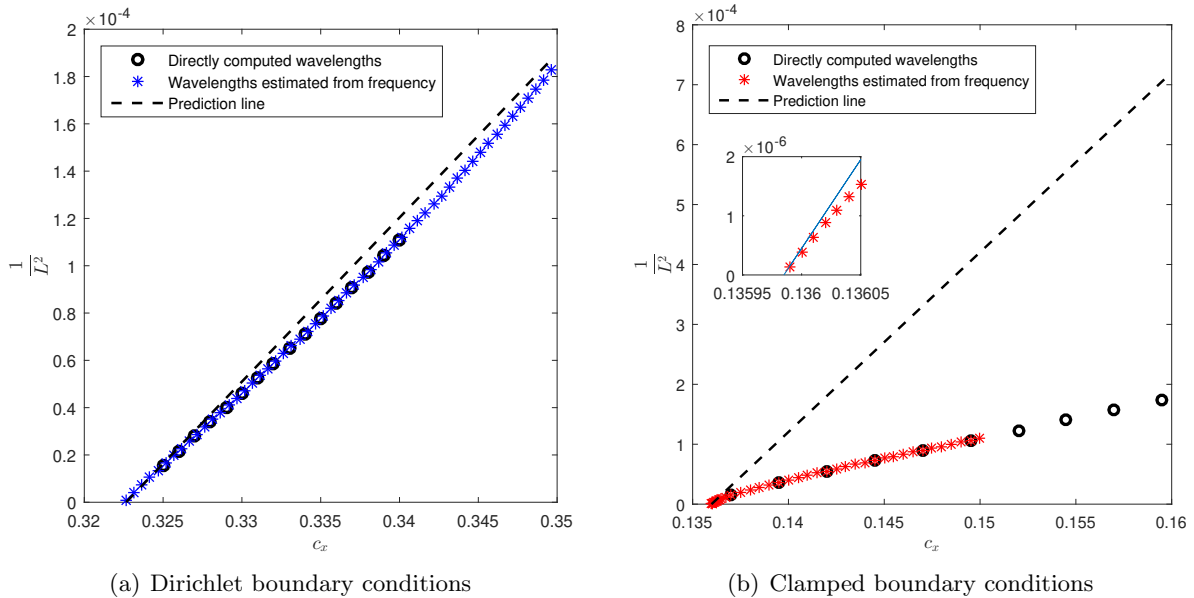 ×10⁻⁴
2
1.8
1.6
1.4
1.2
1
0.8
0.6
0.4
0.2
0
0.32 0.325 0.33 0.335 0.34 0.345 0.35
1/L²
c_x
Directly computed wavelengths
Wavelengths estimated from frequency
Prediction line
(a) Dirichlet boundary conditions
×10⁻⁴
8
7
6
5
4
3
2
1
0
0.135 0.14 0.145 0.15 0.155 0.16
1/L²
c_x
Directly computed wavelengths
Wavelengths estimated from frequency
Prediction line
×10⁻⁶
2
1
0
0.13595 0.136 0.13605
(b) Clamped boundary conditions